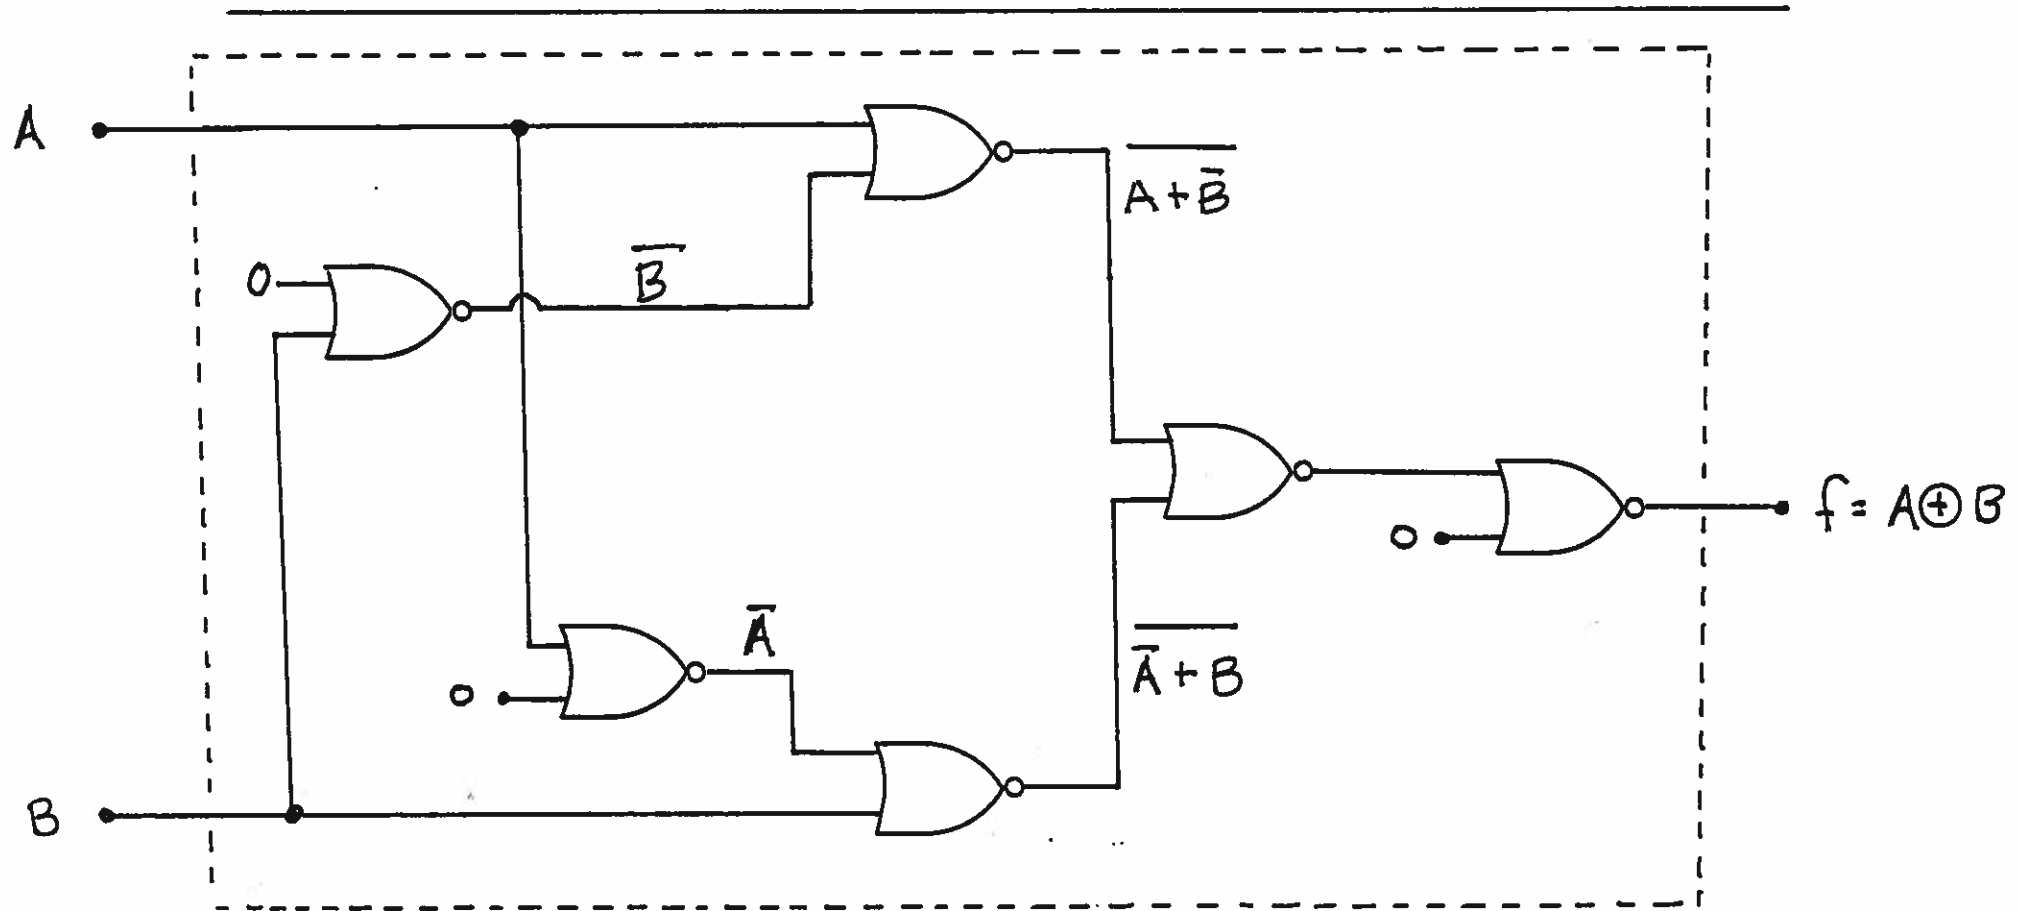 A
A + B̅
0
B̅
f = A ⊕ B
0
A̅
A̅ + B
0
B